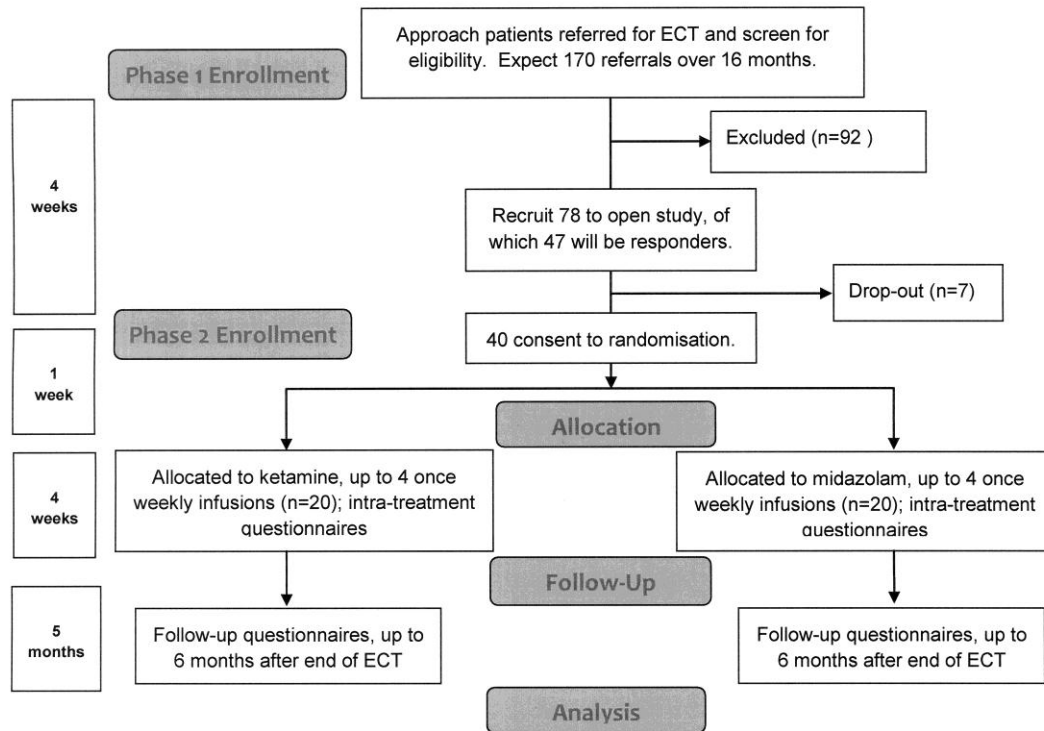 Approach patients referred for ECT and screen for
eligibility.  Expect 170 referrals over 16 months.
Phase 1 Enrollment
Excluded (n=92 )
4
weeks
Recruit 78 to open study, of
which 47 will be responders.
Drop-out (n=7)
Phase 2 Enrollment
40 consent to randomisation.
1
week
Allocation
Allocated to ketamine, up to 4 once
weekly infusions (n=20); intra-treatment
questionnaires
Allocated to midazolam, up to 4 once
weekly infusions (n=20); intra-treatment
questionnaires
4
weeks
Follow-Up
5
months
Follow-up questionnaires, up to
6 months after end of ECT
Follow-up questionnaires, up to
6 months after end of ECT
Analysis